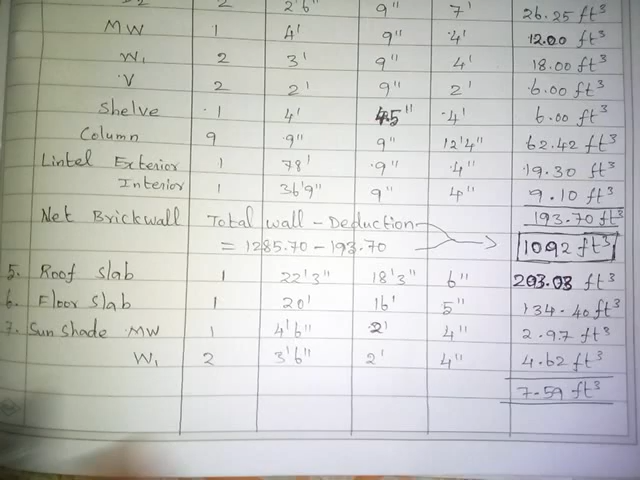 2 2'6" 9" 7' 26.25 ft³
MW 1 4' 9" 4' 12.00 ft³
W₁ 2 3' 9" 4' 18.00 ft³
V 2 2' 9" 2' 6.00 ft³
Shelve 1 4' 4.5" 4' 6.00 ft³
Column 9 9" 9" 12'4" 62.42 ft³
Lintel Exterior 1 78' 9" 4" 19.30 ft³
Interior 1 36'9" 9" 4" 9.10 ft³
193.70 ft³
Net Brickwall Total wall - Deduction
= 1285.70 - 193.70 1092 ft³
5. Roof slab 1 22'3" 18'3" 6" 203.03 ft³
6. Floor slab 1 20' 16' 5" 134.40 ft³
7. Sun shade MW 1 4'6" 2' 4" 2.97 ft³
W₁ 2 3'6" 2' 4" 4.62 ft³
7.59 ft³